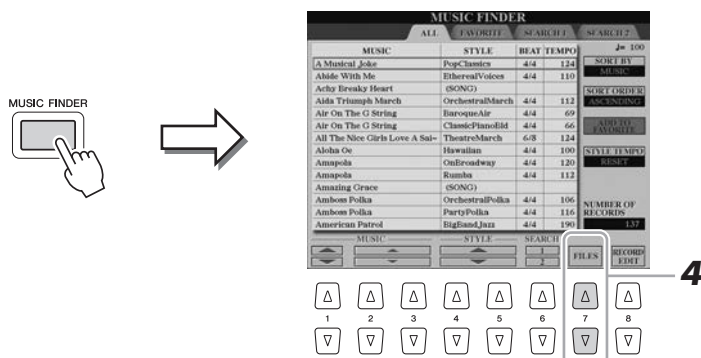 MUSIC FINDER
MUSIC FINDER
ALL FAVORITE SEARCH 1 SEARCH 2
MUSIC STYLE BEAT TEMPO ♩= 100
A Musical Joke PopClassics 4/4 124
Abide With Me EtherealVoices 4/4 110
Achy Breaky Heart (SONG)
Aida Triumph March OrchestralMarch 4/4 112
Air On The G String BaroqueAir 4/4 69
Air On The G String ClassicPianoBld 4/4 66
All The Nice Girls Love A Sai~ TheatreMarch 6/8 124
Aloha Oe Hawaiian 4/4 100
Amapola OnBroadway 4/4 120
Amapola Rumba 4/4 112
Amazing Grace (SONG)
Amboss Polka OrchestralPolka 4/4 106
Amboss Polka PartyPolka 4/4 116
American Patrol BigBandJazz 4/4 190
SORT BY
MUSIC
SORT ORDER
ASCENDING
ADD TO
FAVORITE
STYLE TEMPO
RESET
NUMBER OF
RECORDS
137
MUSIC STYLE SEARCH
1
2
FILES
RECORD
EDIT
4
1 2 3 4 5 6 7 8